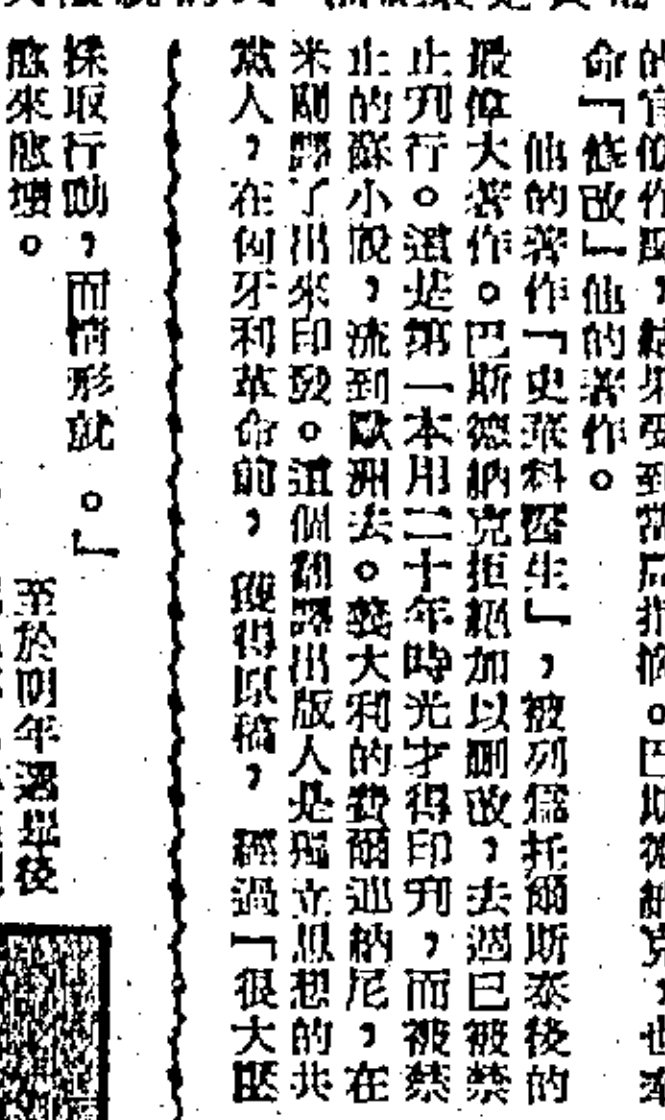 的官僚作風,結果受到當局指摘。巴斯德納克,也奉
命「修改」他的著作。
他的著作「史萊科醫生」,被列爲托爾斯泰後的
最偉大著作。巴斯德納克拒絕加以刪改,去週已被禁
止刋行。這是第一本用二十年時光才得印刋,而被禁
止的蘇小說,流到歐洲去。義大利的費爾迪納尼,在
米蘭譯了出來印發。這個翻譯出版人是獨立思想的共
黨人,在匈牙利革命前,獲得原稿,經過「很大壓
採取行動,而情形就 。」
愈來愈壞。
至於明年選舉後